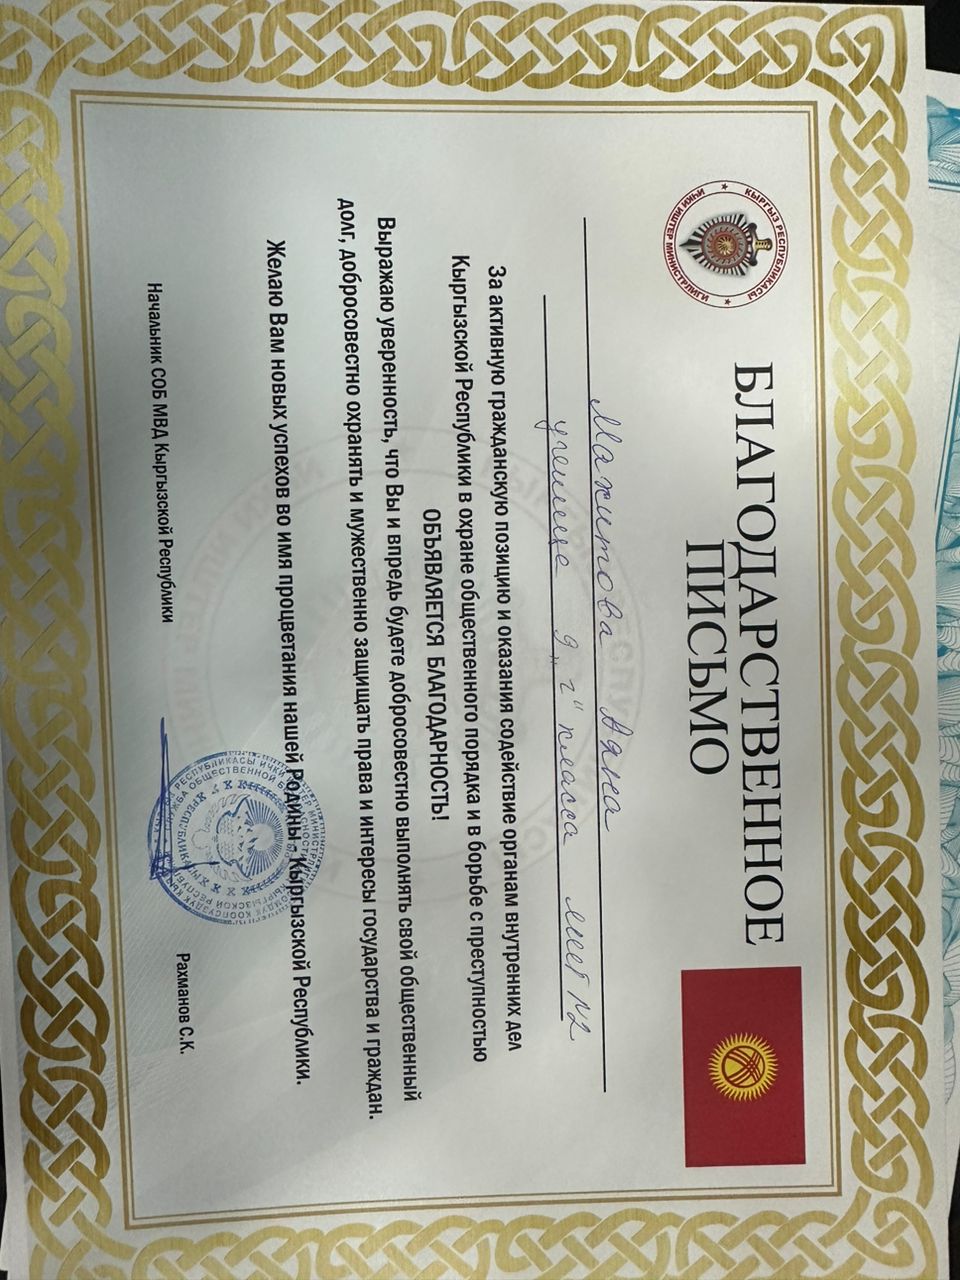 КЫРГЫЗ РЕСПУБЛИКАСЫ
ИЧКИ ИШТЕР МИНИСТРЛИГИ
БЛАГОДАРСТВЕННОЕ
ПИСЬМО
Макитова Аяна
ученице 9 „г" класса №2
За активную гражданскую позицию и оказания содействие органам внутренних дел
Кыргызской Республики в охране общественного порядка и в борьбе с преступностью
ОБЪЯВЛЯЕТСЯ БЛАГОДАРНОСТЬ!
Выражаю уверенность, что Вы и впредь будете добросовестно выполнять свой общественный
долг, добросовестно охранять и мужественно защищать права и интересы государства и граждан.
Желаю Вам новых успехов во имя процветания нашей Родины - Кыргызской Республики.
Начальник СОБ МВД Кыргызской Республики
Рахманов С.К.